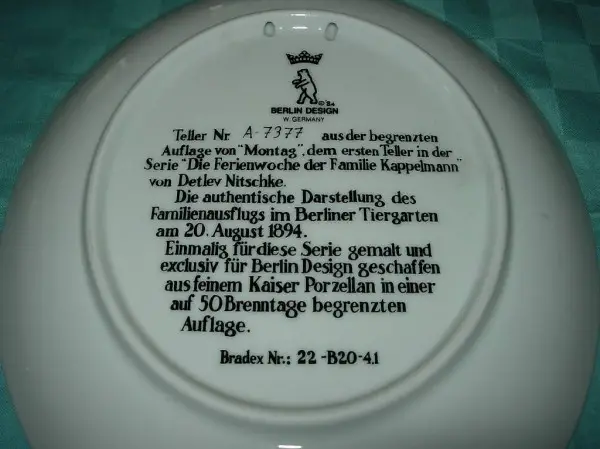 © '84
BERLIN DESIGN
W. GERMANY
Teller Nr A-7377 aus der begrenzten
Auflage von "Montag", dem ersten Teller in der
Serie "Die Ferienwoche der Familie Kappelmann"
von Detlev Nitschke.
Die authentische Darstellung des
Familienausflugs im Berliner Tiergarten
am 20. August 1894.
Einmalig für diese Serie gemalt und
exclusiv für Berlin Design geschaffen
aus feinem Kaiser Porzellan in einer
auf 50 Brenntage begrenzten
Auflage.
Bradex Nr.: 22-B20-4.1